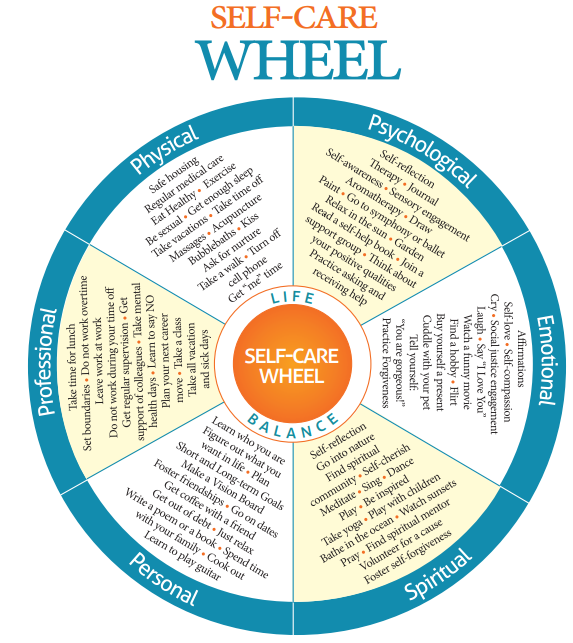 SELF-CARE
WHEEL
Physical
Safe housing
Regular medical care
Eat Healthy • Exercise
Be sexual • Get enough sleep
Take vacations • Take time off
Massages • Acupuncture
Bubblebaths • Kiss
Ask for nurture
Take a walk • Turn off
cell phone
Get "me" time
Psychological
Self-reflection
Therapy • Journal
Self-awareness • Sensory engagement
Aromatherapy • Draw
Paint • Go to symphony or ballet
Relax in the sun • Garden
Read a self-help book • Join a
support group • Think about
your positive qualities
Practice asking and
receiving help
Emotional
Affirmations
Self-love • Self-compassion
Cry • Social justice engagement
Laugh • Say "I Love You"
Watch a funny movie
Find a hobby • Flirt
Buy yourself a present
Cuddle with your pet
Tell yourself:
"You are gorgeous!"
Practice Forgiveness
Spiritual
Self-reflection
Go into nature
Find spiritual
community • Self-cherish
Meditate • Sing • Dance
Play • Be inspired
Take yoga • Play with children
Bathe in the ocean • Watch sunsets
Pray • Find spiritual mentor
Volunteer for a cause
Foster self-forgiveness
Personal
Learn who you are
Figure out what you
want in life • Plan
Short and Long-term Goals
Make a Vision Board
Foster friendships • Go on dates
Get coffee with a friend
Get out of debt • Just relax
Write a poem or a book • Spend time
with your family • Cook out
Learn to play guitar
Professional
Take time for lunch
Set boundaries • Do not work overtime
Leave work at work
Do not work during your time off
Get regular supervision • Get
support of colleagues • Take mental
health days • Learn to say NO
Plan your next career
move • Take a class
Take all vacation
and sick days
LIFE
SELF-CARE
WHEEL
BALANCE